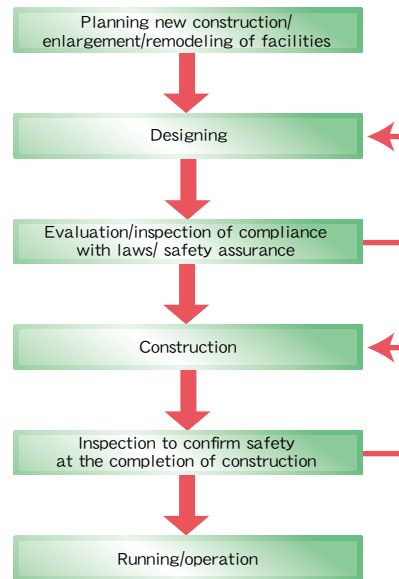 Planning new construction/
enlargement/remodeling of facilities
Designing
Evaluation/inspection of compliance
with laws/ safety assurance
Construction
Inspection to confirm safety
at the completion of construction
Running/operation